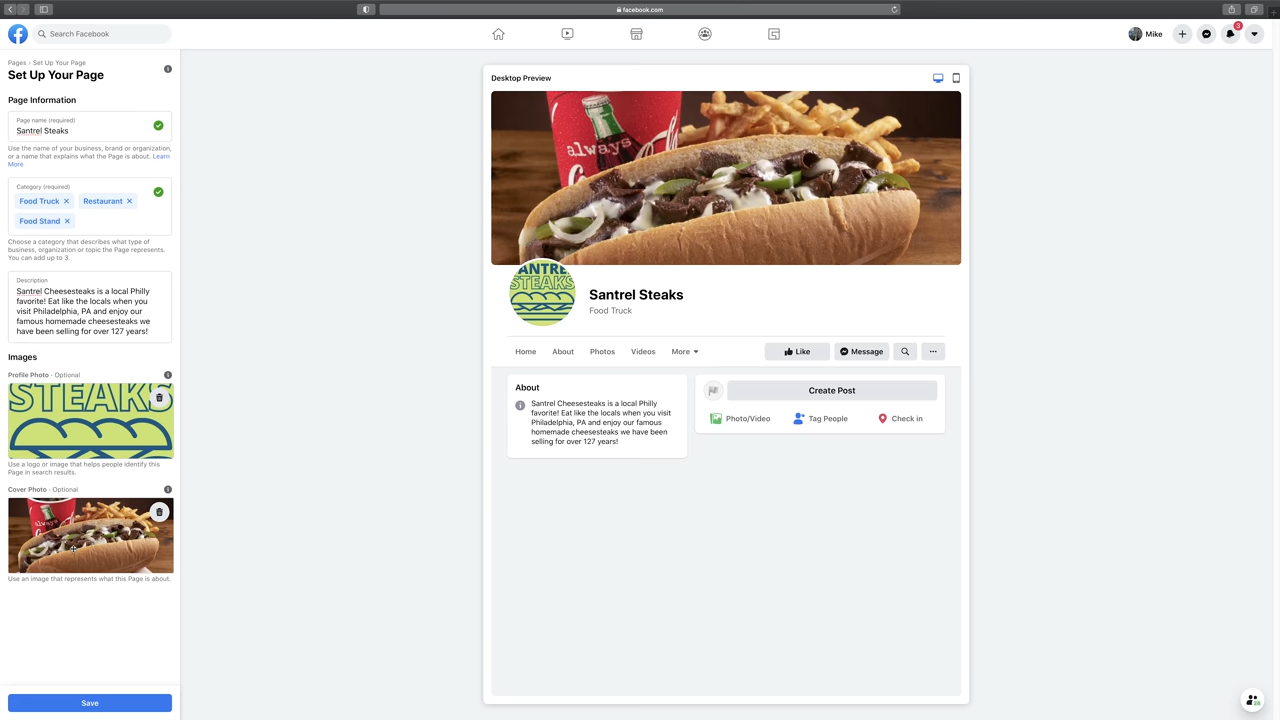 facebook.com
Search Facebook
Mike
3
Pages › Set Up Your Page
Set Up Your Page
Page Information
Page name (required)
Santrel Steaks
Use the name of your business, brand or organization,
or a name that explains what the Page is about. Learn
More
Category (required)
Food Truck
Restaurant
Food Stand
Choose a category that describes what type of
business, organization or topic the Page represents.
You can add up to 3.
Description
Santrel Cheesesteaks is a local Philly
favorite! Eat like the locals when you
visit Philadelphia, PA and enjoy our
famous homemade cheesesteaks we
have been selling for over 127 years!
Images
Profile Photo · Optional
STEAKS
Use a logo or image that helps people identify this
Page in search results.
Cover Photo · Optional
always
Use an image that represents what this Page is about.
Save
Desktop Preview
always
ANTRE
STEAKS
Santrel Steaks
Food Truck
Home
About
Photos
Videos
More
Like
Message
About
Santrel Cheesesteaks is a local Philly
favorite! Eat like the locals when you visit
Philadelphia, PA and enjoy our famous
homemade cheesesteaks we have been
selling for over 127 years!
Create Post
Photo/Video
Tag People
Check in